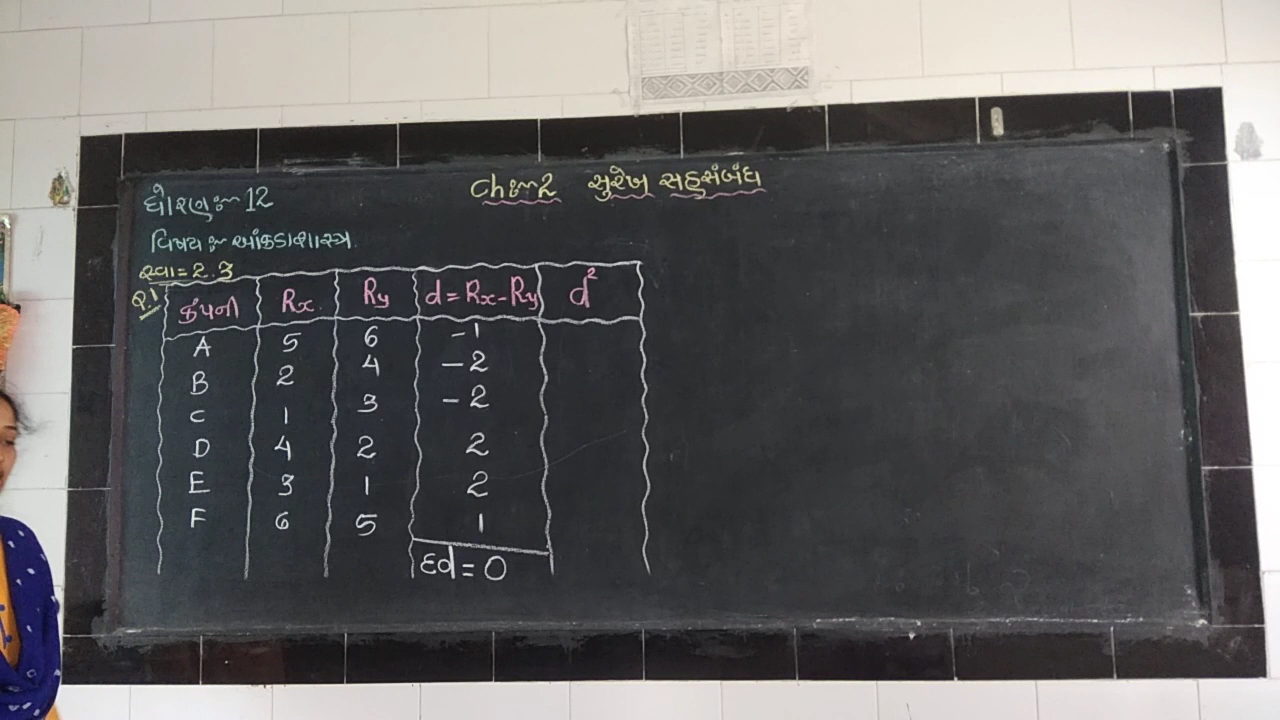 Ch:-2 સુરેખ સહસંબંધ
ધોરણ:-12
વિષય:-આંકડાશાસ્ત્ર
સ્વા=2.3
પ્ર.1
કંપની Rx Ry d=Rx-Ry d²
A 5 6 -1
B 2 4 -2
C 1 3 -2
D 4 2 2
E 3 1 2
F 6 5 1
Σd=0